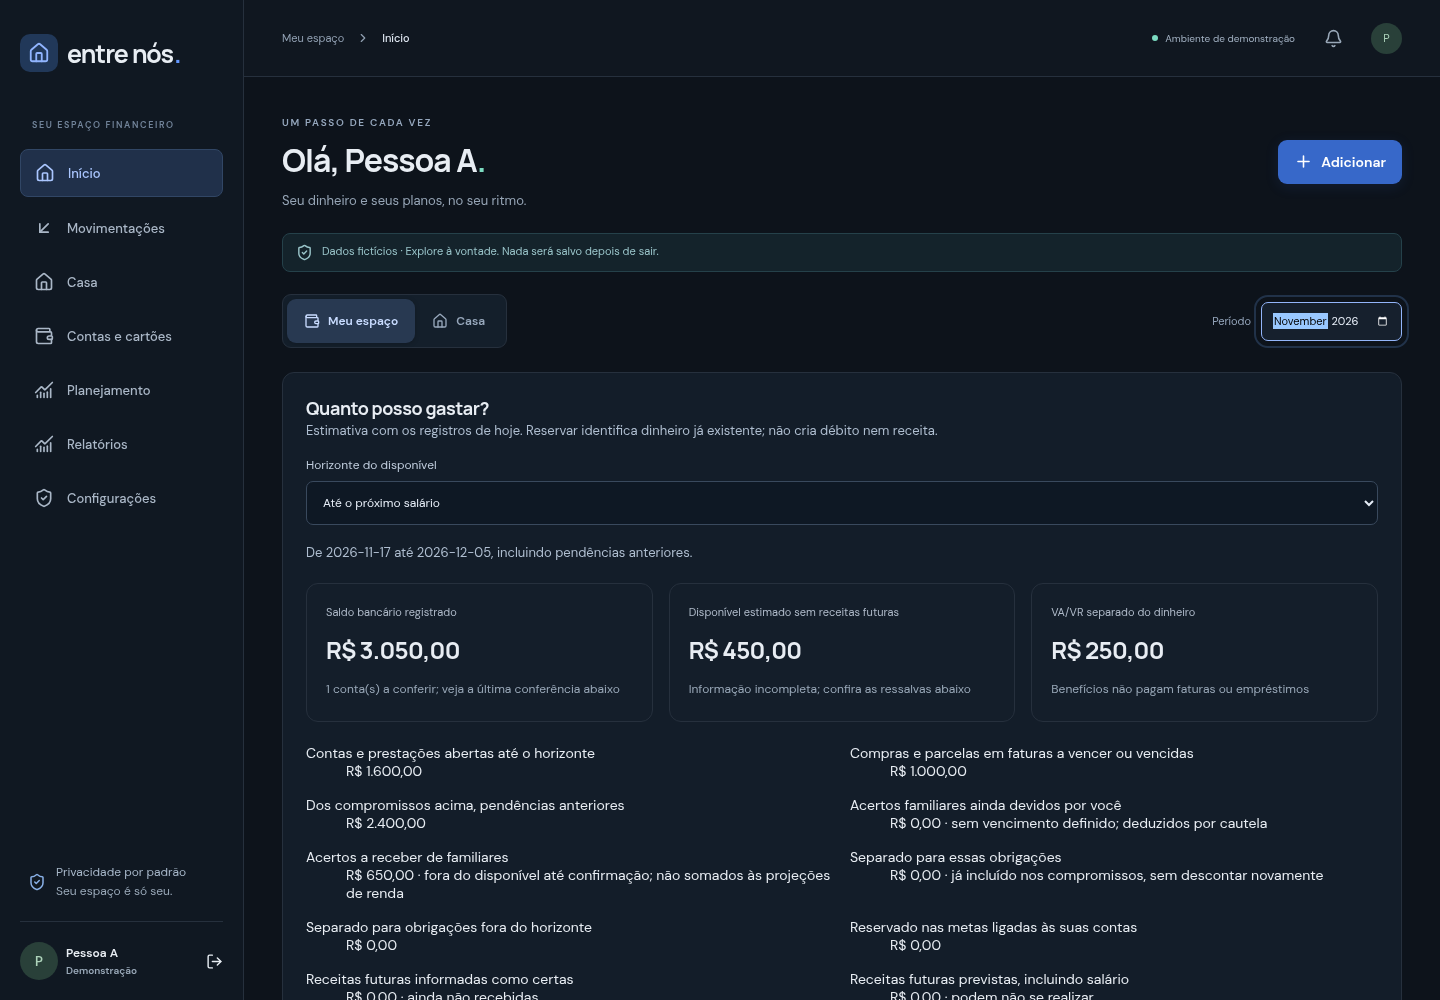 entre nós.
SEU ESPAÇO FINANCEIRO
Início
Movimentações
Casa
Contas e cartões
Planejamento
Relatórios
Configurações
Privacidade por padrão
Seu espaço é só seu.
P
Pessoa A
Demonstração
Meu espaço
Início
Ambiente de demonstração
P
UM PASSO DE CADA VEZ
Olá, Pessoa A.
Seu dinheiro e seus planos, no seu ritmo.
Adicionar
Dados fictícios · Explore à vontade. Nada será salvo depois de sair.
Meu espaço
Casa
Período
November 2026
Quanto posso gastar?
Estimativa com os registros de hoje. Reservar identifica dinheiro já existente; não cria débito nem receita.
Horizonte do disponível
Até o próximo salário
De 2026-11-17 até 2026-12-05, incluindo pendências anteriores.
Saldo bancário registrado
R$ 3.050,00
1 conta(s) a conferir; veja a última conferência abaixo
Disponível estimado sem receitas futuras
R$ 450,00
Informação incompleta; confira as ressalvas abaixo
VA/VR separado do dinheiro
R$ 250,00
Benefícios não pagam faturas ou empréstimos
Contas e prestações abertas até o horizonte
R$ 1.600,00
Compras e parcelas em faturas a vencer ou vencidas
R$ 1.000,00
Dos compromissos acima, pendências anteriores
R$ 2.400,00
Acertos familiares ainda devidos por você
R$ 0,00 · sem vencimento definido; deduzidos por cautela
Acertos a receber de familiares
R$ 650,00 · fora do disponível até confirmação; não somados às projeções
de renda
Separado para essas obrigações
R$ 0,00 · já incluído nos compromissos, sem descontar novamente
Separado para obrigações fora do horizonte
R$ 0,00
Reservado nas metas ligadas às suas contas
R$ 0,00
Receitas futuras informadas como certas
R$ 0,00 · ainda não recebidas
Receitas futuras previstas, incluindo salário
R$ 0,00 · podem não se realizar